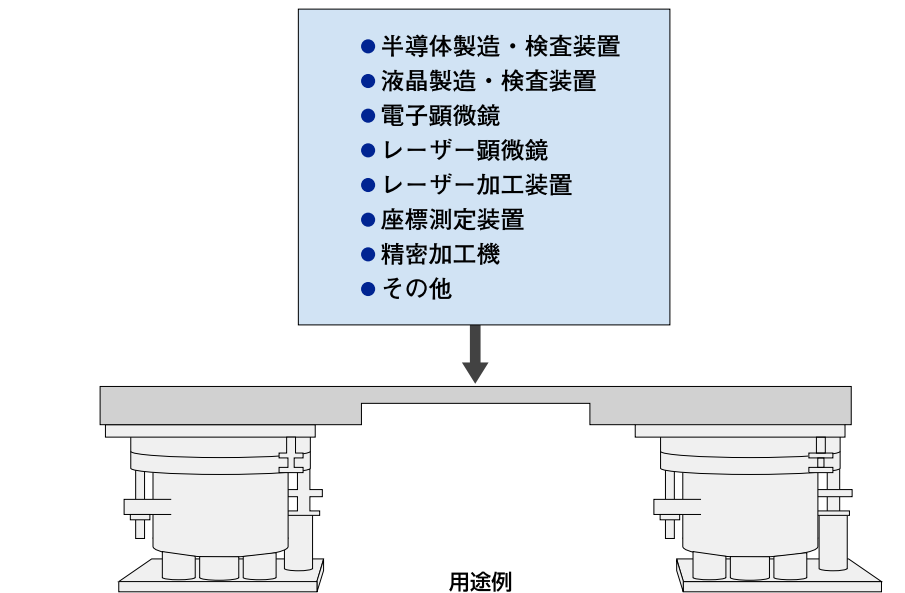 ●半導体製造・検査装置
●液晶製造・検査装置
●電子顕微鏡
●レーザー顕微鏡
●レーザー加工装置
●座標測定装置
●精密加工機
●その他
用途例